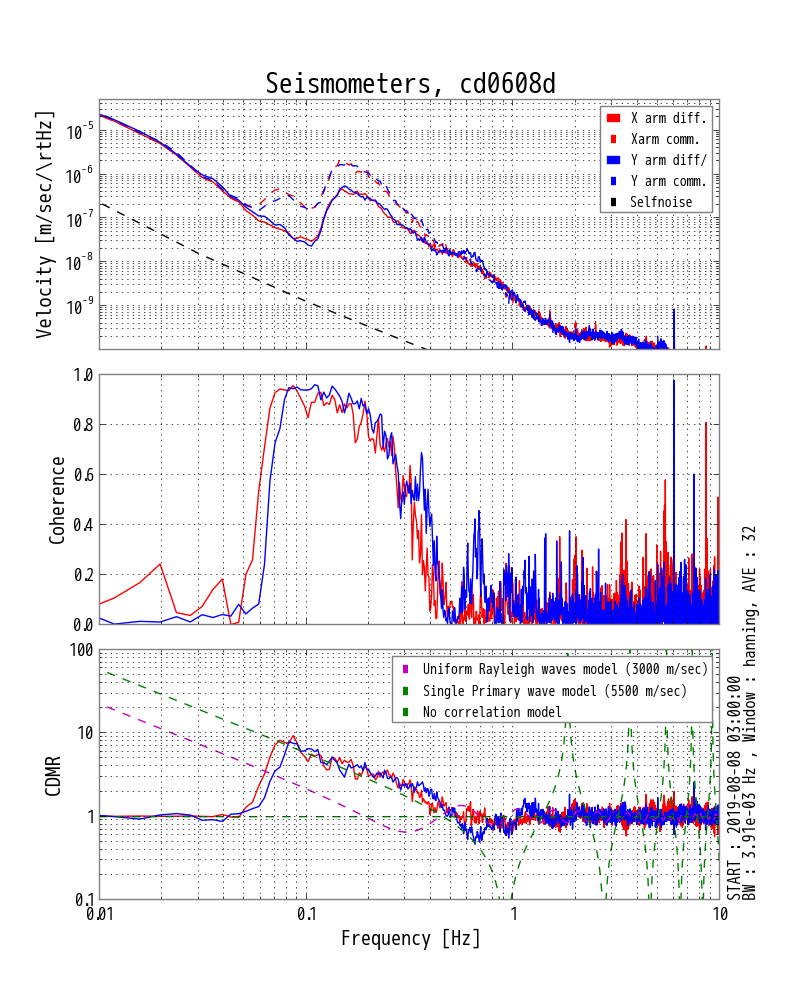 Seismometers, cd0608d
Velocity [m/sec/\rtHz]
10^-5
10^-6
10^-7
10^-8
10^-9
X arm diff.
Xarm comm.
Y arm diff/
Y arm comm.
Selfnoise
Coherence
1.0
0.8
0.6
0.4
0.2
0.0
CDMR
100
10
1
0.1
Uniform Rayleigh waves model (3000 m/sec)
Single Primary wave model (5500 m/sec)
No correlation model
0.01
0.1
1
10
Frequency [Hz]
START : 2019-08-08 03:00:00
BW : 3.91e-03 Hz , Window : hanning, AVE : 32